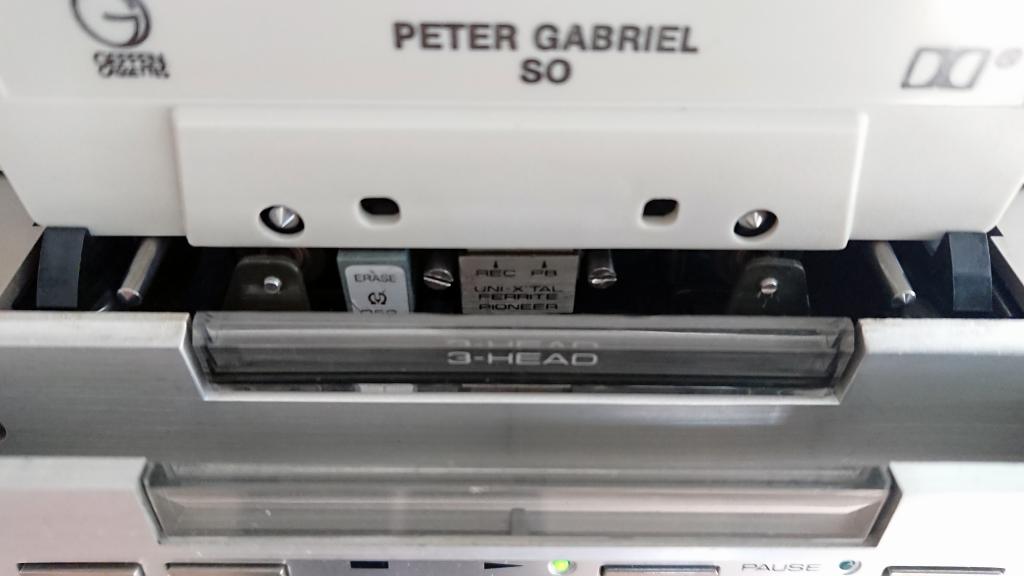 PETER GABRIEL
SO
ERASE
REC PB
UNI-X'TAL
FERRITE
PIONEER
3-HEAD
PAUSE